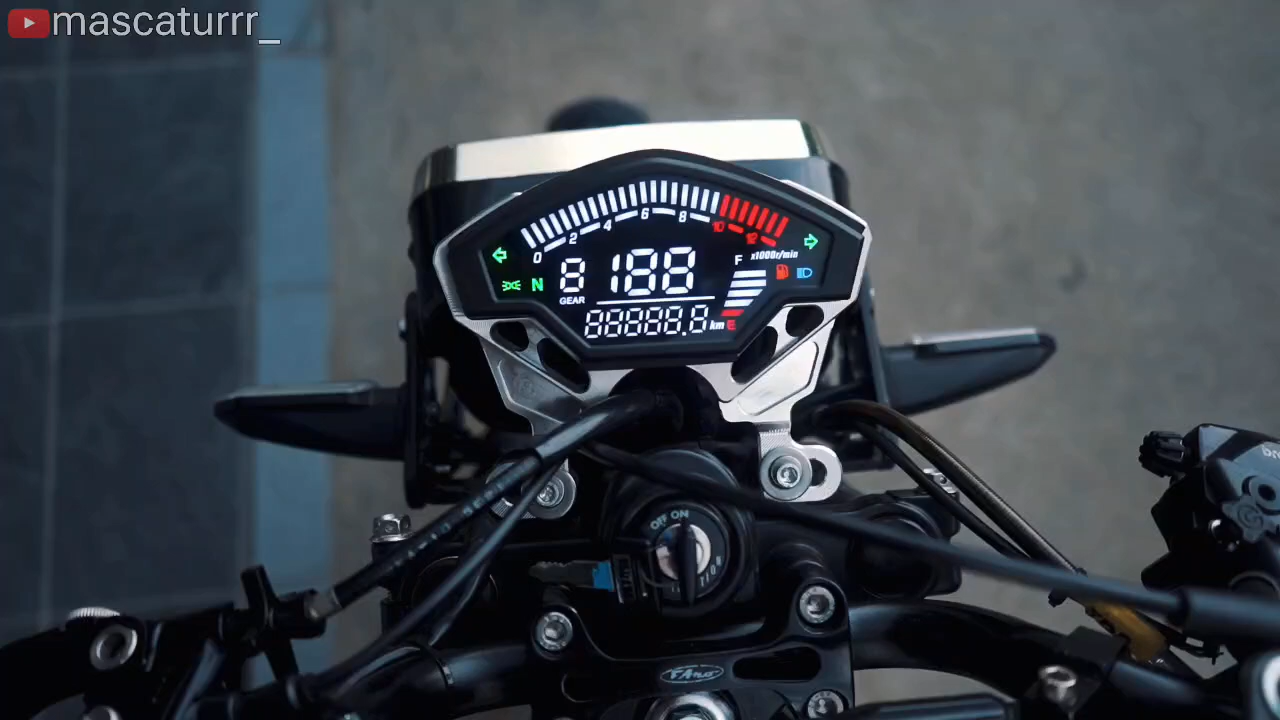 mascaturrr_
0 2 4 6 8 10 12
x1000r/min
N 8 188 F
GEAR
88888.8 km E
OFF ON